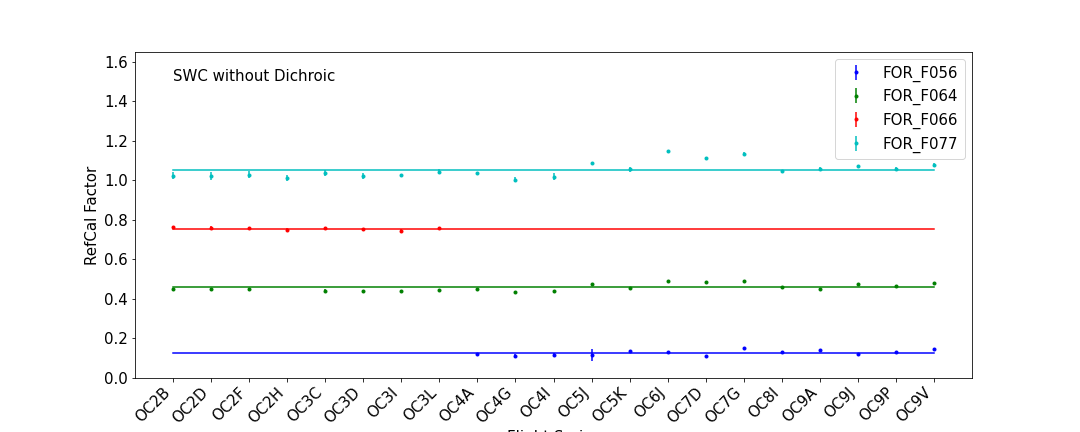 SWC without Dichroic
FOR_F056
FOR_F064
FOR_F066
FOR_F077
RefCal Factor
1.6
1.4
1.2
1.0
0.8
0.6
0.4
0.2
0.0
OC2B
OC2D
OC2F
OC2H
OC3C
OC3D
OC3I
OC3L
OC4A
OC4G
OC4I
OC5J
OC5K
OC6J
OC7D
OC7G
OC8I
OC9A
OC9J
OC9P
OC9V